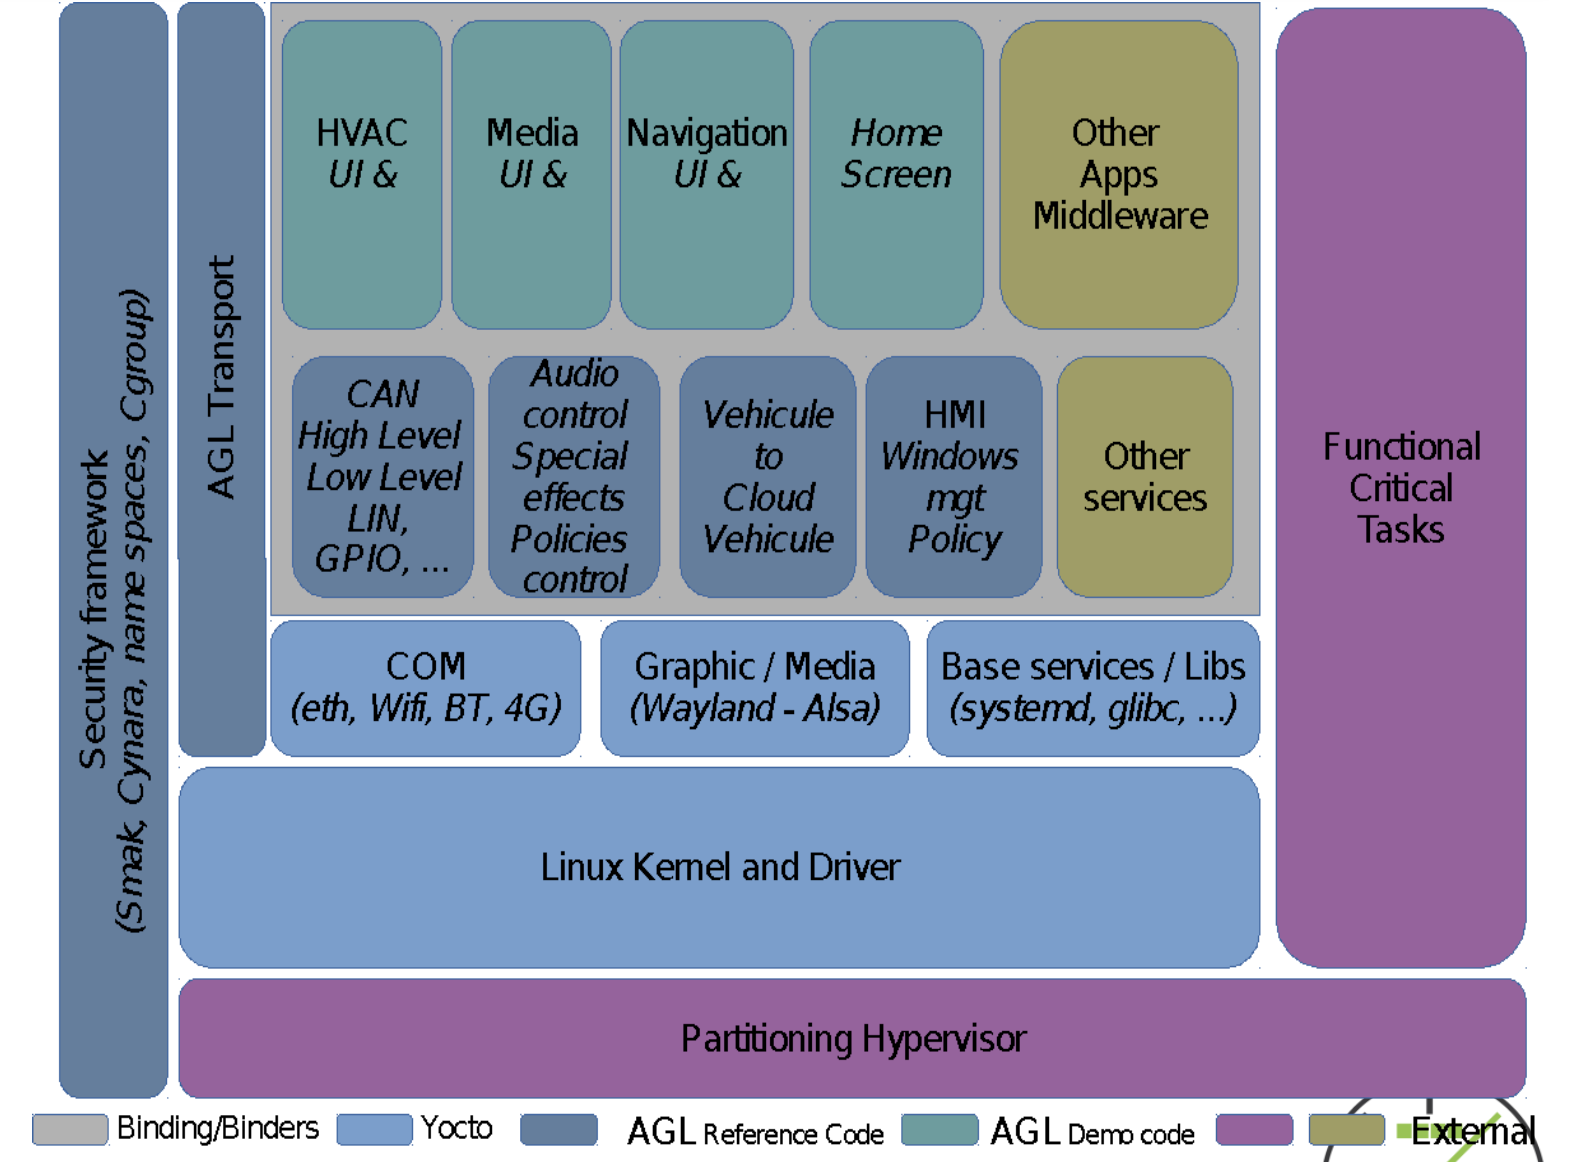 Security framework
(Smak, Cynara, name spaces, Cgroup)
AGL Transport
HVAC
UI &
Media
UI &
Navigation
UI &
Home
Screen
Other
Apps
Middleware
CAN
High Level
Low Level
LIN,
GPIO, ...
Audio
control
Special
effects
Policies
control
Vehicule
to
Cloud
Vehicule
HMI
Windows
mgt
Policy
Other
services
Functional
Critical
Tasks
COM
(eth, Wifi, BT, 4G)
Graphic / Media
(Wayland - Alsa)
Base services / Libs
(systemd, glibc, ...)
Linux Kernel and Driver
Partitioning Hypervisor
Binding/Binders
Yocto
AGL Reference Code
AGL Demo code
External